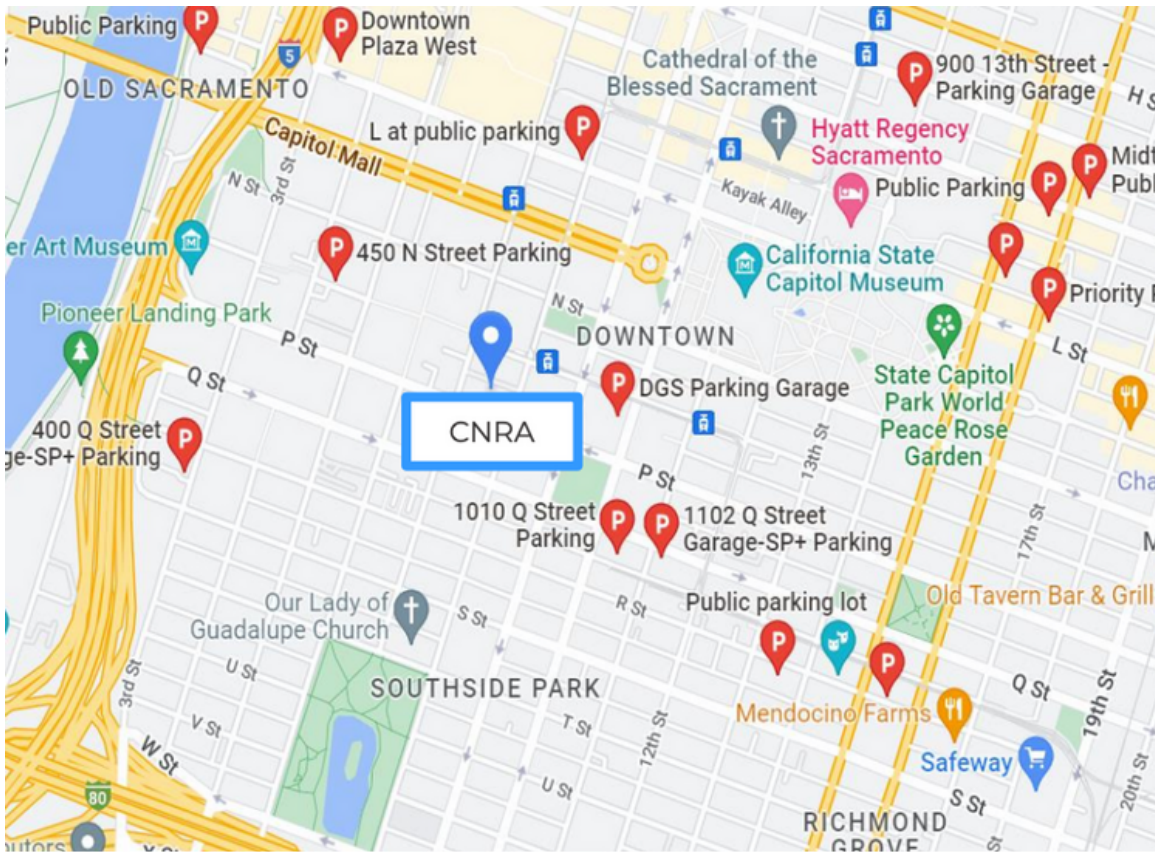 Public Parking
Downtown
Plaza West
5
OLD SACRAMENTO
Cathedral of the
Blessed Sacrament
900 13th Street -
Parking Garage
H S
Capitol Mall
L at public parking
Hyatt Regency
Sacramento
Midt
Publ
Public Parking
Kayak Alley
N St
3rd St
er Art Museum
450 N Street Parking
California State
Capitol Museum
Priority P
Pioneer Landing Park
N St
DOWNTOWN
P St
L St
Q St
DGS Parking Garage
State Capitol
Park World
Peace Rose
Garden
CNRA
400 Q Street
ge-SP+ Parking
13th St
P St
Cha
1010 Q Street
Parking
1102 Q Street
Garage-SP+ Parking
17th St
Our Lady of
Guadalupe Church
S St
R St
Public parking lot
Old Tavern Bar & Grill
3rd St
U St
SOUTHSIDE PARK
Q St
19th St
V St
T St
12th St
Mendocino Farms
W St
Safeway
U St
S St
20th St
80
RICHMOND
GROVE